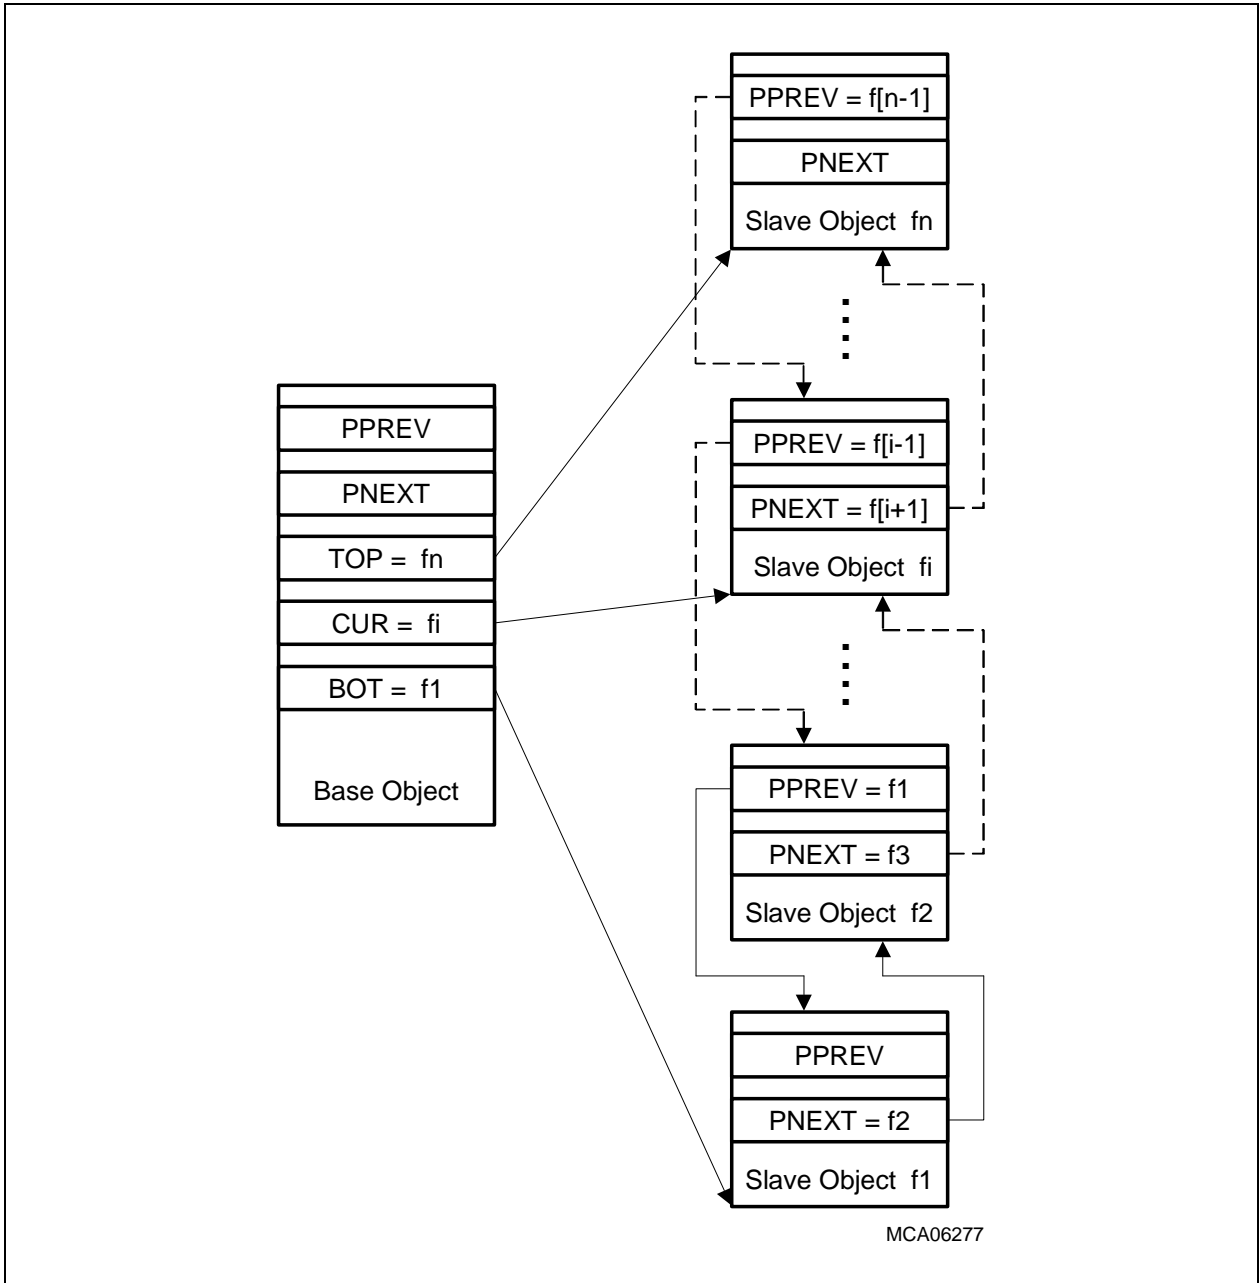 PPREV = f[n-1]
PNEXT
Slave Object fn
PPREV
PNEXT
TOP = fn
CUR = fi
BOT = f1
Base Object
PPREV = f[i-1]
PNEXT = f[i+1]
Slave Object fi
PPREV = f1
PNEXT = f3
Slave Object f2
PPREV
PNEXT = f2
Slave Object f1
MCA06277